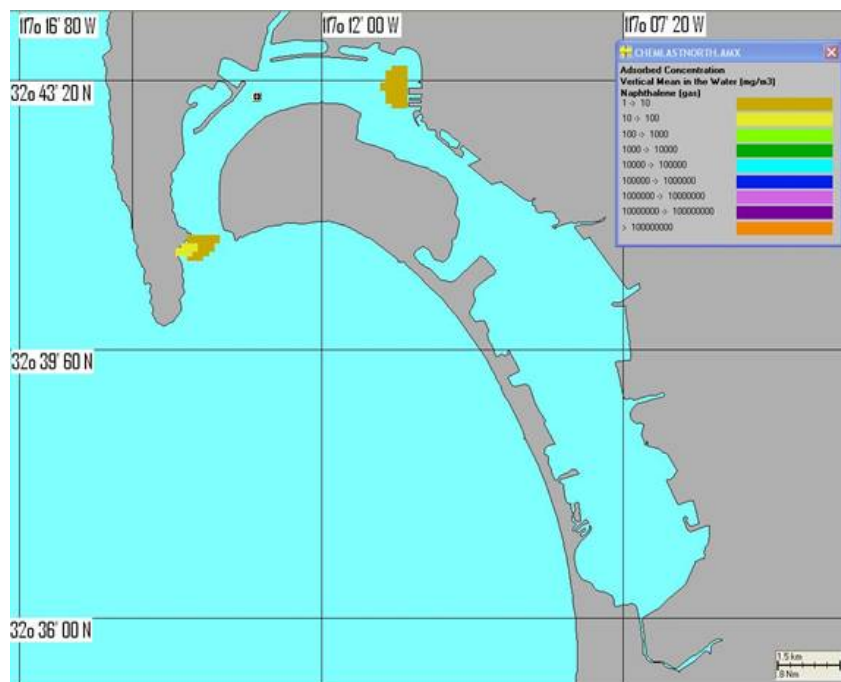 117o 16' 80 W
117o 12' 00 W
117o 07' 20 W
32o 43' 20 N
32o 39' 60 N
32o 36' 00 N
CHEMLASTNORTH.AMX
Adsorbed Concentration
Vertical Mean in the Water (mg/m3)
Naphthalene (gas)
1 -> 10
10 -> 100
100 -> 1000
1000 -> 10000
10000 -> 100000
100000 -> 1000000
1000000 -> 10000000
10000000 -> 100000000
> 100000000
1.5 km
.8 Nm